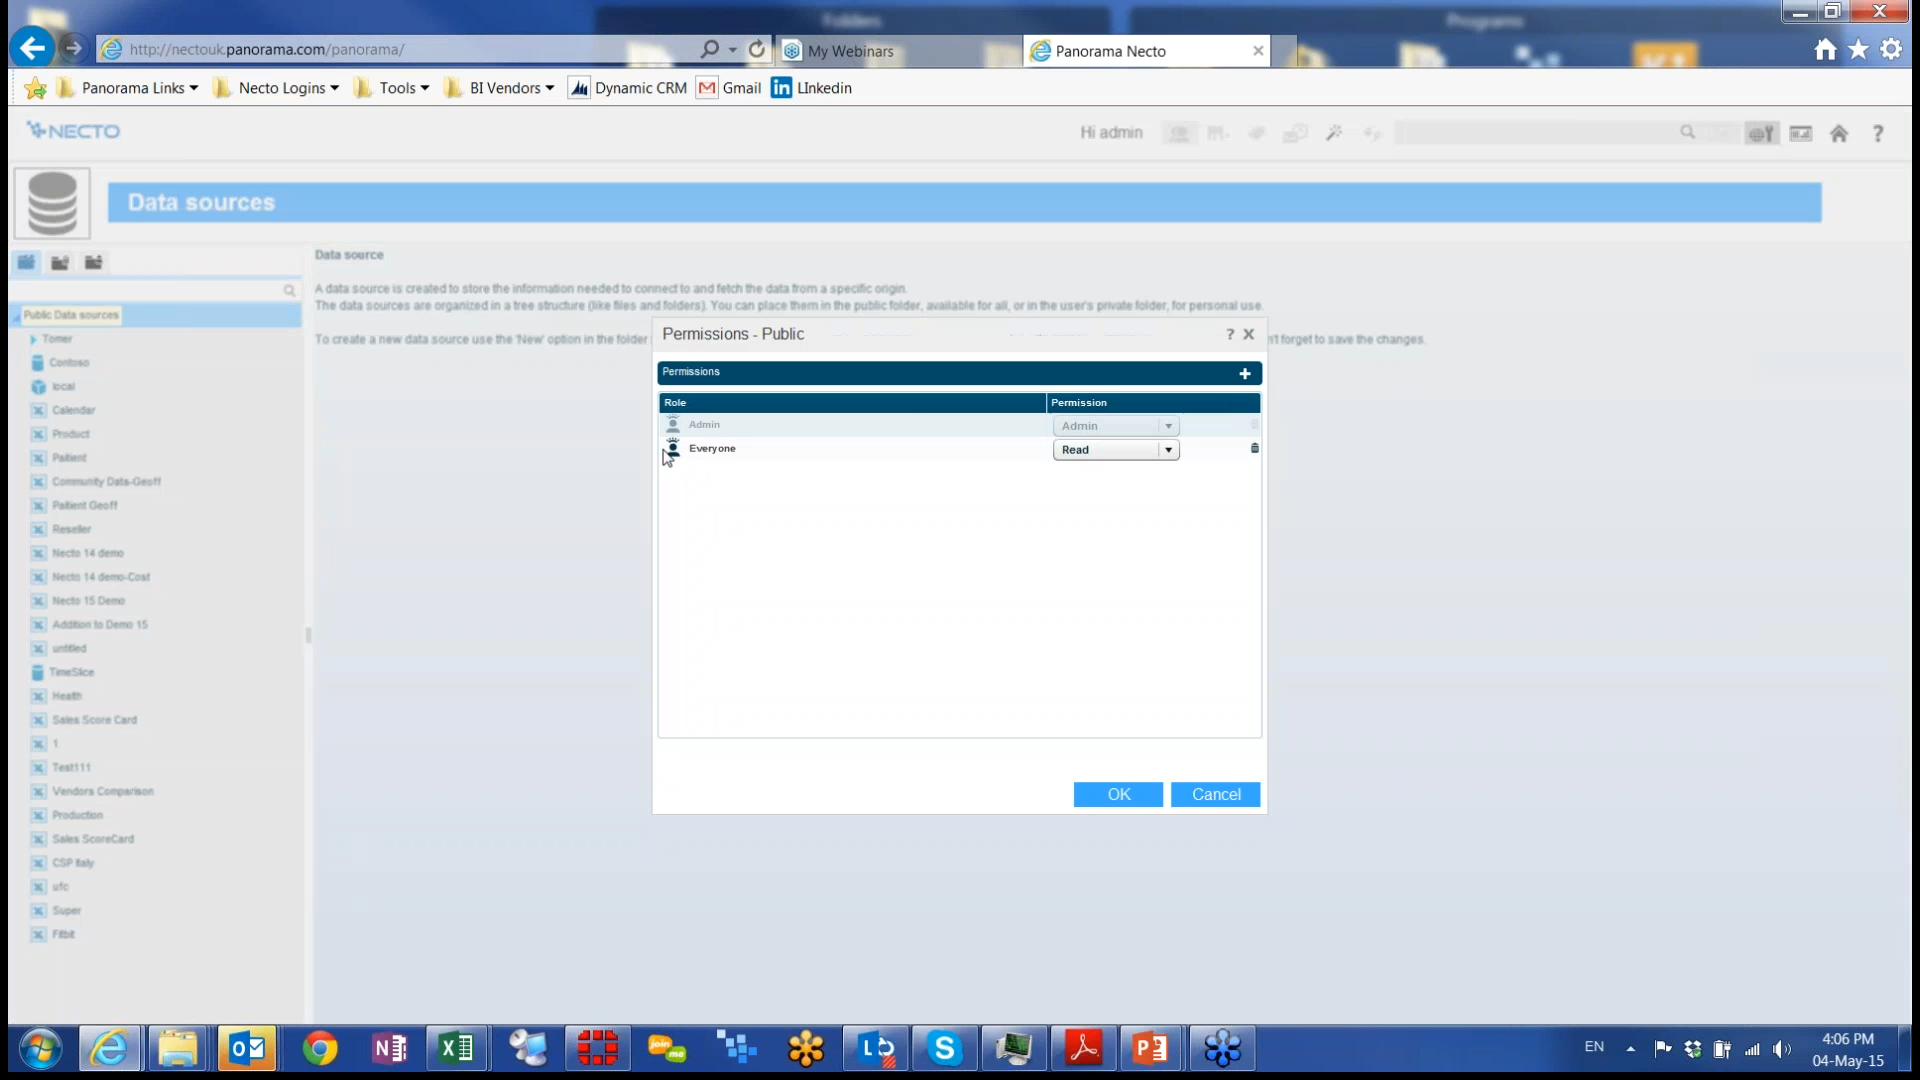 Folders
Programs
http://nectouk.panorama.com/panorama/
My Webinars
Panorama Necto
Panorama Links
Necto Logins
Tools
BI Vendors
Dynamic CRM
Gmail
LInkedin
NECTO
Hi admin
?
Data sources
Data source
A data source is created to store the information needed to connect to and fetch the data from a specific origin.
The data sources are organized in a tree structure (like files and folders). You can place them in the public folder, available for all, or in the user's private folder, for personal use.
To create a new data source use the 'New' option in the folder
n't forget to save the changes.
Public Data sources
Tomer
Contoso
local
Calendar
Product
Patient
Community Data-Geoff
Patient Geoff
Reseller
Necto 14 demo
Necto 14 demo-Cost
Necto 15 Demo
Addition to Demo 15
untitled
TimeSlice
Health
Sales Score Card
1
Test111
Vendors Comparison
Production
Sales ScoreCard
CSP Italy
ufc
Super
Fitbit
Permissions - Public
?
Permissions
Role
Permission
Admin
Admin
Everyone
Read
OK
Cancel
join me
EN
4:06 PM
04-May-15